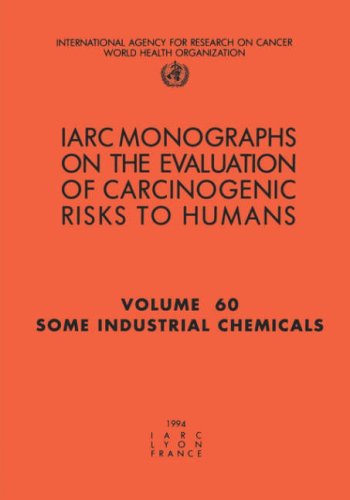 INTERNATIONAL AGENCY FOR RESEARCH ON CANCER
WORLD HEALTH ORGANIZATION
IARC MONOGRAPHS
ON THE EVALUATION
OF CARCINOGENIC
RISKS TO HUMANS
VOLUME 60
SOME INDUSTRIAL CHEMICALS
1994
IARC
LYON
FRANCE